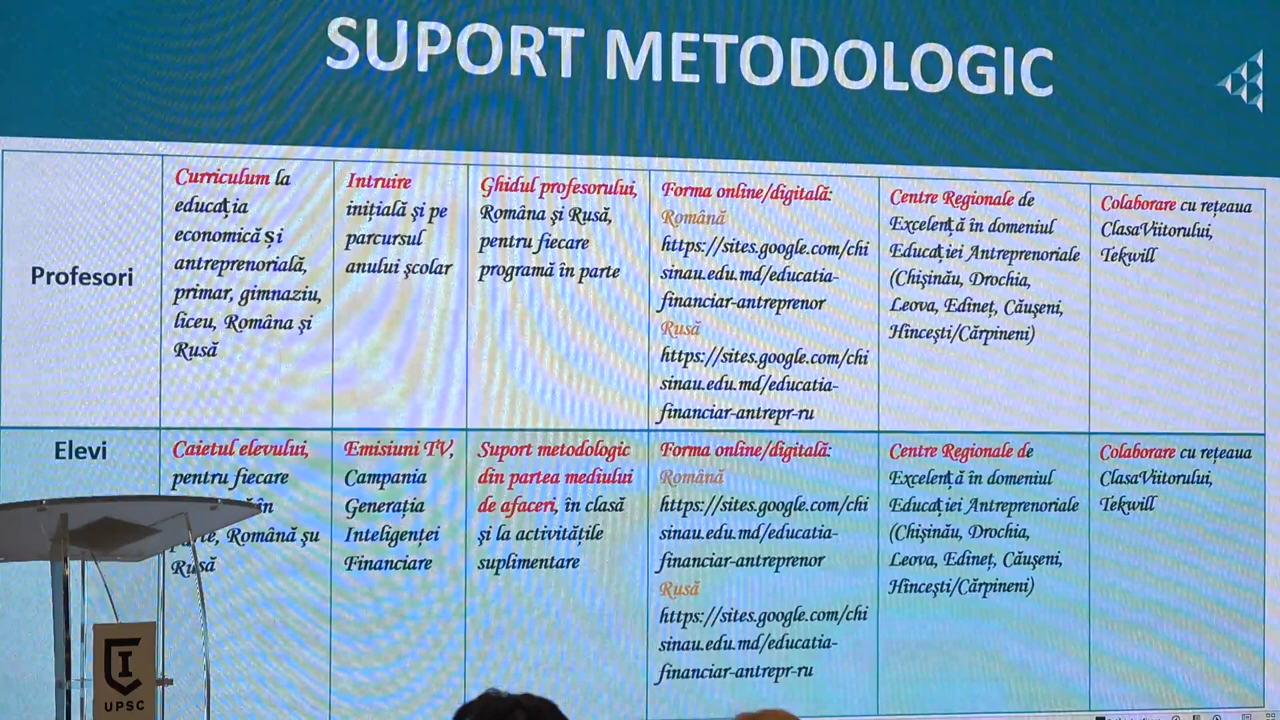 SUPORT METODOLOGIC
Profesori
Curriculum la
educația
economică și
antreprenorială,
primar, gimnaziu,
liceu, Româna și
Rusă
Intruire
inițială și pe
parcursul
anului școlar
Ghidul profesorului,
Româna și Rusă,
pentru fiecare
programă în parte
Forma online/digitală:
Română
https://sites.google.com/chi
sinau.edu.md/educatia-
financiar-antreprenor
Rusă
https://sites.google.com/chi
sinau.edu.md/educatia-
financiar-antrepr-ru
Centre Regionale de
Excelență în domeniul
Educației Antreprenoriale
(Chișinău, Drochia,
Leova, Edineț, Căușeni,
Hîncești/Cărpineni)
Colaborare cu rețeaua
ClasaViitorului,
Tekwill
Elevi
Caietul elevului,
pentru fiecare
în
Română șu
Rusă
Emisiuni TV,
Campania
Generația
Inteligenței
Financiare
Suport metodologic
din partea mediului
de afaceri, în clasă
și la activitățile
suplimentare
Forma online/digitală:
Română
https://sites.google.com/chi
sinau.edu.md/educatia-
financiar-antreprenor
Rusă
https://sites.google.com/chi
sinau.edu.md/educatia-
financiar-antrepr-ru
Centre Regionale de
Excelență în domeniul
Educației Antreprenoriale
(Chișinău, Drochia,
Leova, Edineț, Căușeni,
Hîncești/Cărpineni)
Colaborare cu rețeaua
ClasaViitorului,
Tekwill
UPSC